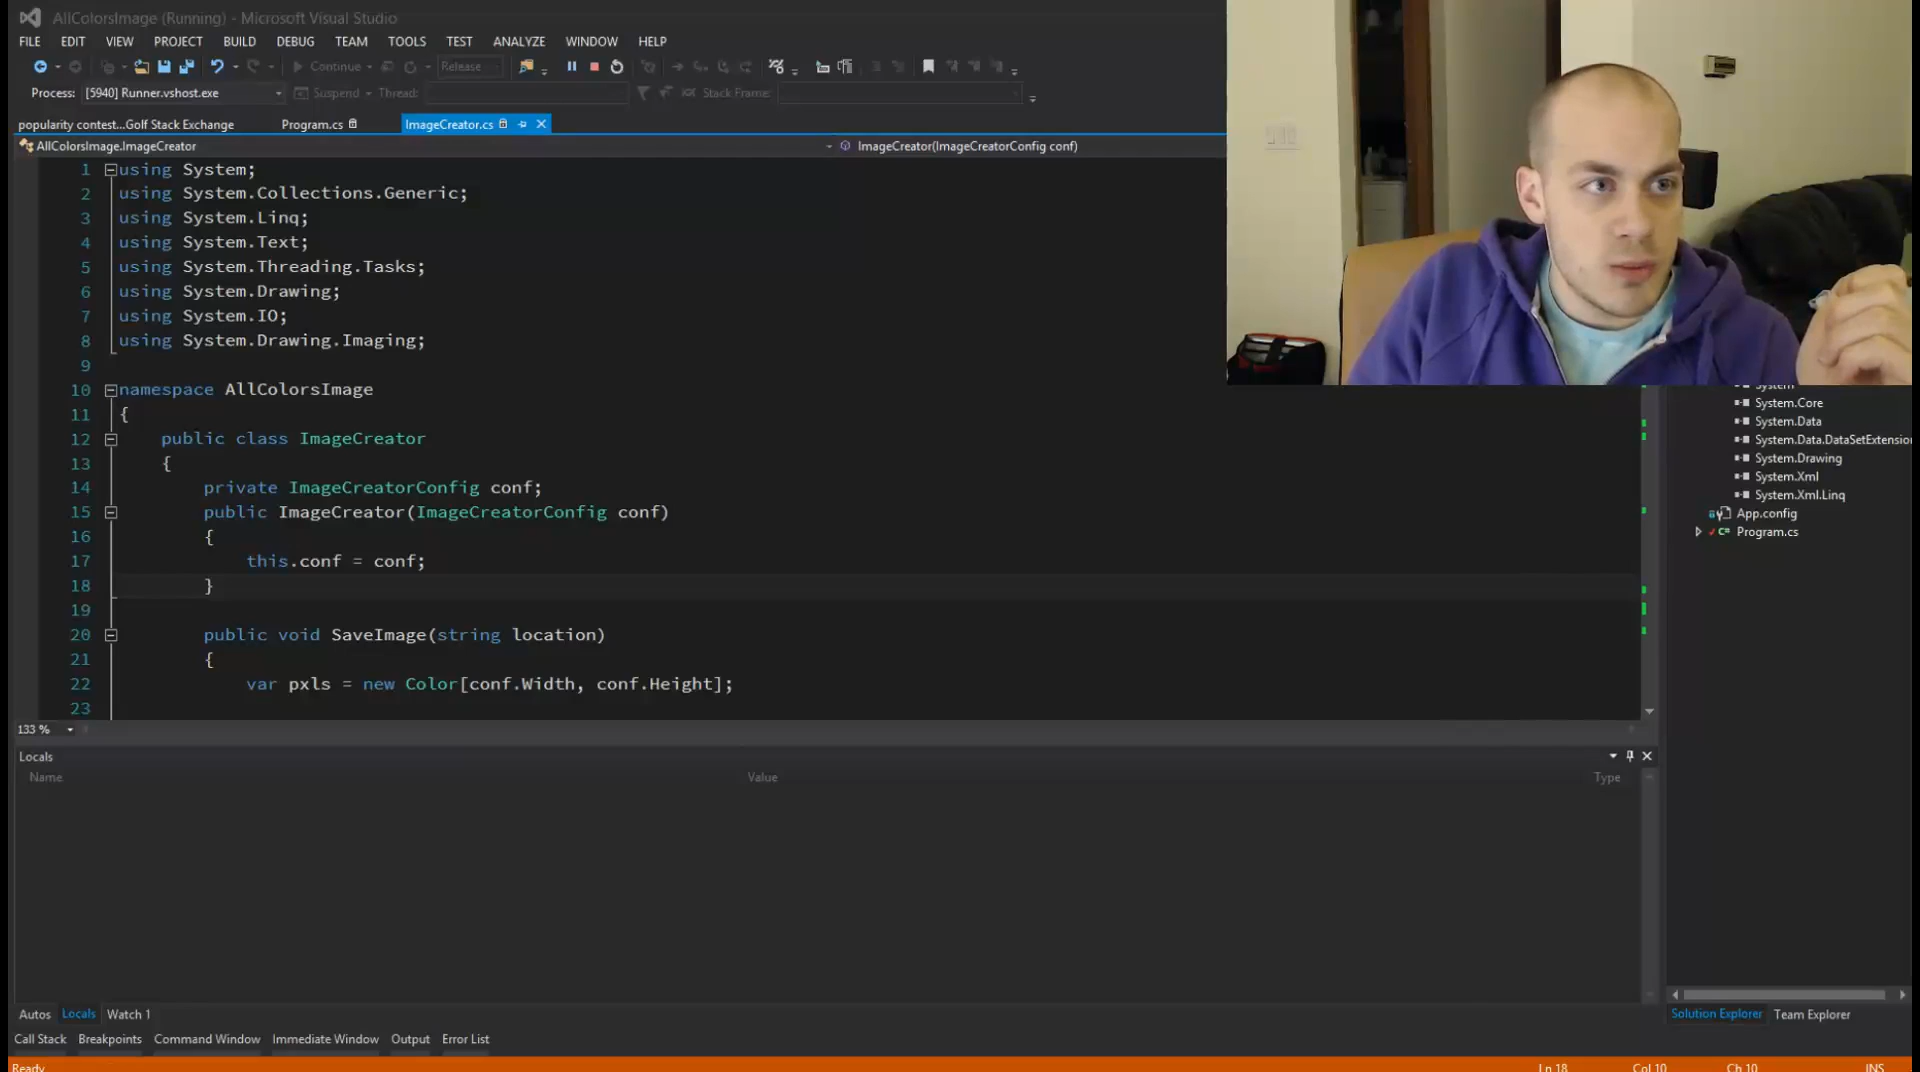 AllColorsImage (Running) - Microsoft Visual Studio
FILE EDIT VIEW PROJECT BUILD DEBUG TEAM TOOLS TEST ANALYZE WINDOW HELP
Continue Release
Process: [5940] Runner.vshost.exe Suspend Thread: Stack Frame:
popularity contest...Golf Stack Exchange Program.cs ImageCreator.cs
AllColorsImage.ImageCreator ImageCreator(ImageCreatorConfig conf)
1 using System;
2 using System.Collections.Generic;
3 using System.Linq;
4 using System.Text;
5 using System.Threading.Tasks;
6 using System.Drawing;
7 using System.IO;
8 using System.Drawing.Imaging;
9
10 namespace AllColorsImage
11 {
12 public class ImageCreator
13 {
14 private ImageCreatorConfig conf;
15 public ImageCreator(ImageCreatorConfig conf)
16 {
17 this.conf = conf;
18 }
19
20 public void SaveImage(string location)
21 {
22 var pxls = new Color[conf.Width, conf.Height];
23
133 %
System
System.Core
System.Data
System.Data.DataSetExtensio
System.Drawing
System.Xml
System.Xml.Linq
App.config
Program.cs
Locals
Name Value Type
Autos Locals Watch 1
Solution Explorer Team Explorer
Call Stack Breakpoints Command Window Immediate Window Output Error List
Ready Ln 18 Col 10 Ch 10 INS